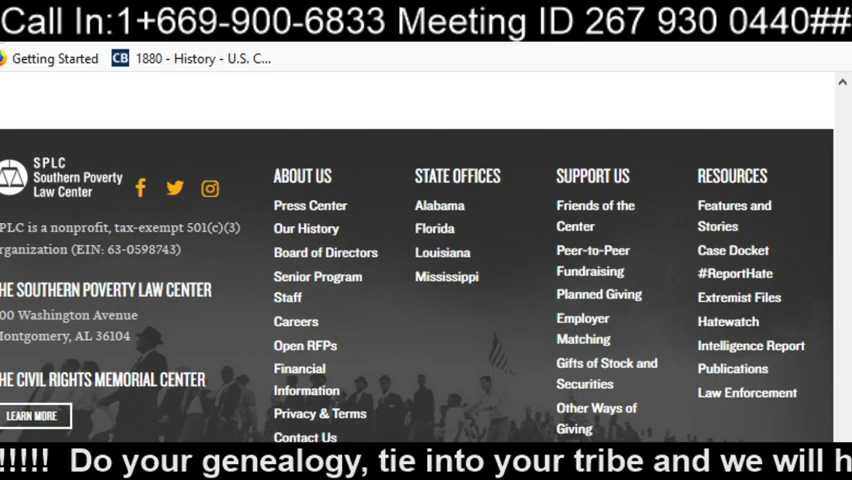 Call In:1+669-900-6833 Meeting ID 267 930 0440##
Getting Started
CB 1880 - History - U.S. C...
SPLC
Southern Poverty
Law Center
PLC is a nonprofit, tax-exempt 501(c)(3)
rganization (EIN: 63-0598743)
HE SOUTHERN POVERTY LAW CENTER
00 Washington Avenue
ontgomery, AL 36104
HE CIVIL RIGHTS MEMORIAL CENTER
LEARN MORE
ABOUT US
Press Center
Our History
Board of Directors
Senior Program
Staff
Careers
Open RFPs
Financial
Information
Privacy & Terms
Contact Us
STATE OFFICES
Alabama
Florida
Louisiana
Mississippi
SUPPORT US
Friends of the
Center
Peer-to-Peer
Fundraising
Planned Giving
Employer
Matching
Gifts of Stock and
Securities
Other Ways of
Giving
RESOURCES
Features and
Stories
Case Docket
#ReportHate
Extremist Files
Hatewatch
Intelligence Report
Publications
Law Enforcement
!!!!! Do your genealogy, tie into your tribe and we will h